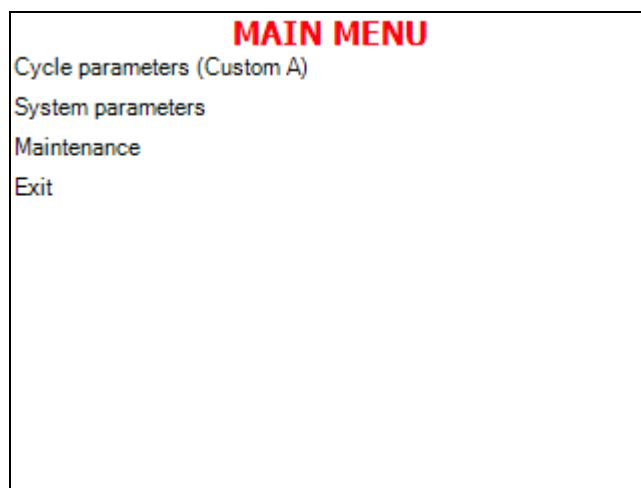 MAIN MENU
Cycle parameters (Custom A)
System parameters
Maintenance
Exit